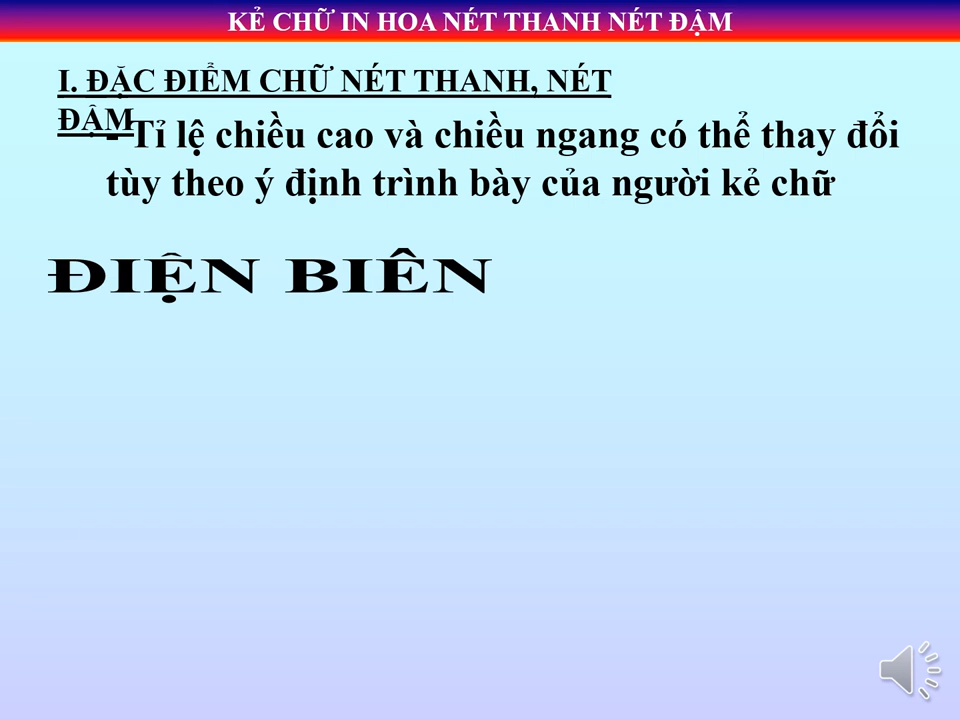 KẺ CHỮ IN HOA NÉT THANH NÉT ĐẬM
I. ĐẶC ĐIỂM CHỮ NÉT THANH, NÉT
ĐẬM
- Tỉ lệ chiều cao và chiều ngang có thể thay đổi
tùy theo ý định trình bày của người kẻ chữ
ĐIỆN BIÊN